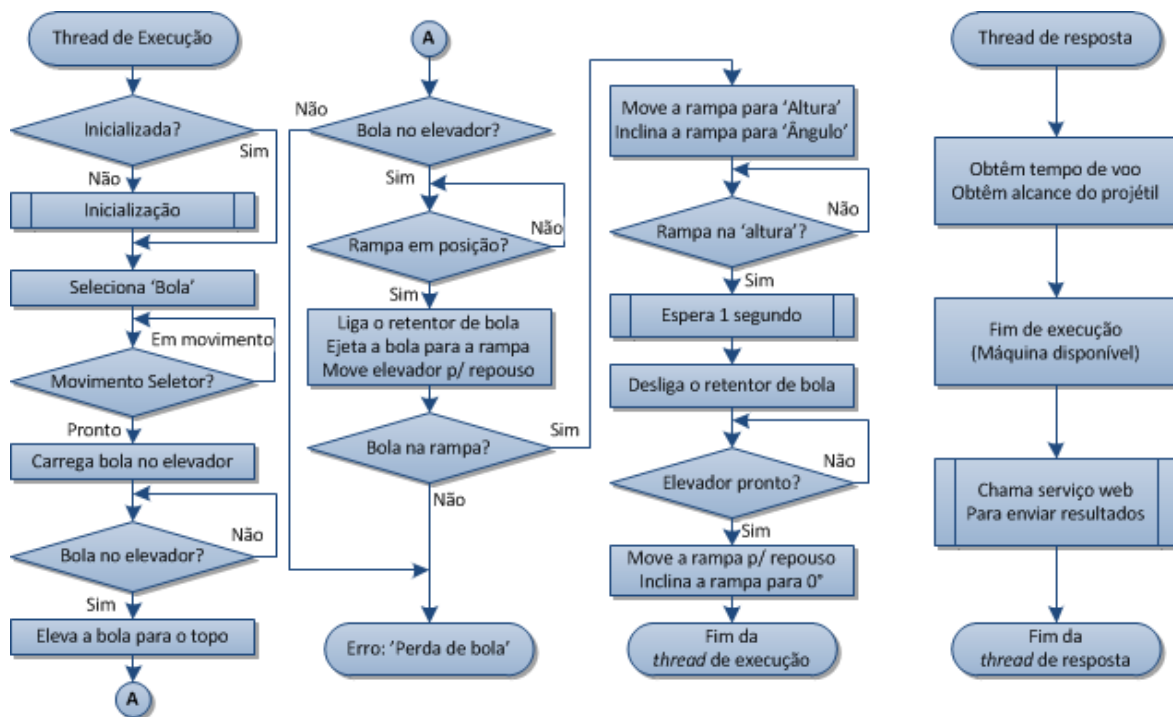 Thread de Execução
Inicializada?
Sim
Não
Inicialização
Seleciona ‘Bola’
Em movimento
Movimento Seletor?
Pronto
Carrega bola no elevador
Não
Bola no elevador?
Sim
Eleva a bola para o topo
A
A
Não
Bola no elevador?
Sim
Não
Rampa em posição?
Sim
Liga o retentor de bola
Ejeta a bola para a rampa
Move elevador p/ repouso
Bola na rampa?
Sim
Não
Erro: ‘Perda de bola’
Move a rampa para ‘Altura’
Inclina a rampa para ‘Ângulo’
Não
Rampa na ‘altura’?
Sim
Espera 1 segundo
Desliga o retentor de bola
Não
Elevador pronto?
Sim
Move a rampa p/ repouso
Inclina a rampa para 0°
Fim da
thread de execução
Thread de resposta
Obtêm tempo de voo
Obtêm alcance do projétil
Fim de execução
(Máquina disponível)
Chama serviço web
Para enviar resultados
Fim da
thread de resposta